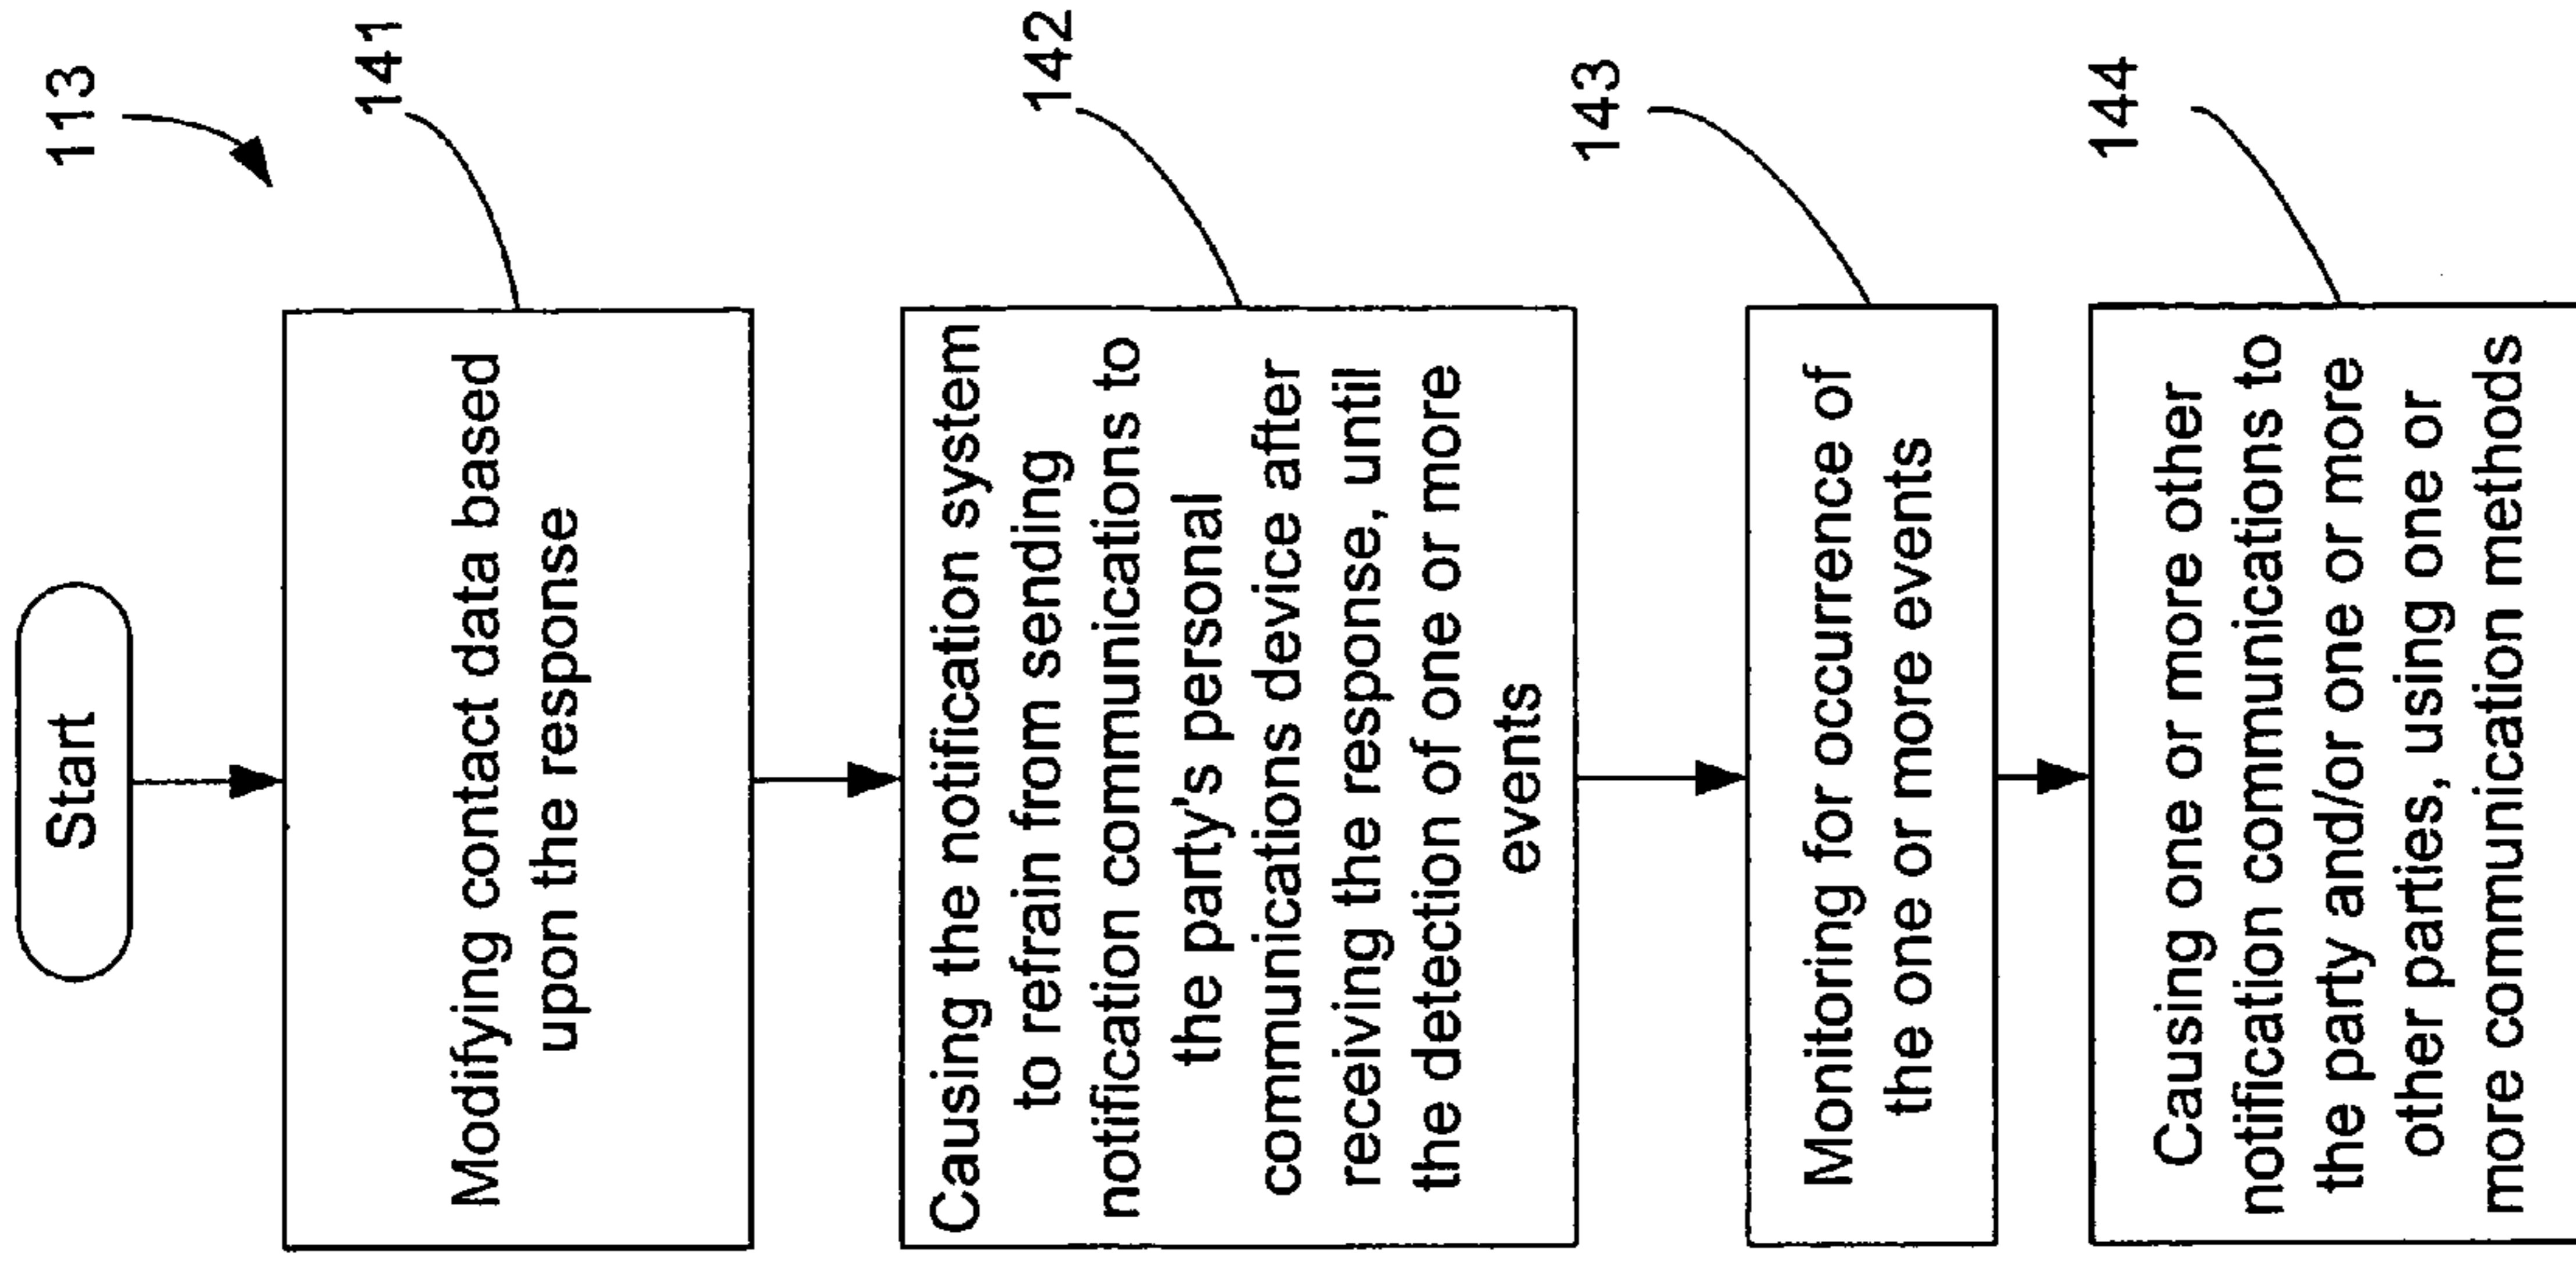 113
Start
141
Modifying contact data based
upon the response
142
Causing the notification system
to refrain from sending
notification communications to
the party's personal
communications device after
receiving the response, until
the detection of one or more
events
143
Monitoring for occurrence of
the one or more events
144
Causing one or more other
notification communications to
the party and/or one or more
other parties, using one or
more communication methods